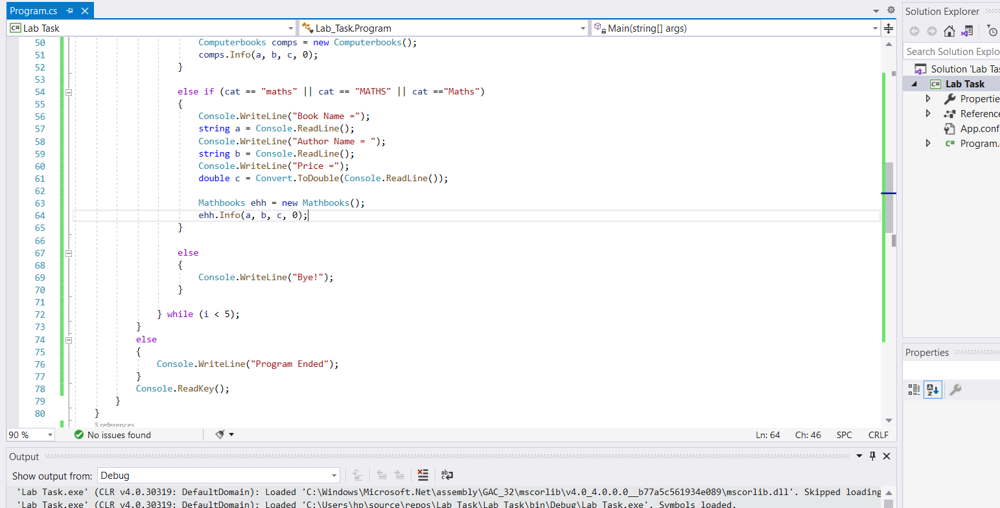 Program.cs
Lab Task
Lab_Task.Program
Main(string[] args)
50 Computerbooks comps = new Computerbooks();
51 comps.Info(a, b, c, 0);
52 }
53
54 else if (cat == "maths" || cat == "MATHS" || cat =="Maths")
55 {
56 Console.WriteLine("Book Name =");
57 string a = Console.ReadLine();
58 Console.WriteLine("Author Name = ");
59 string b = Console.ReadLine();
60 Console.WriteLine("Price =");
61 double c = Convert.ToDouble(Console.ReadLine());
62
63 Mathbooks ehh = new Mathbooks();
64 ehh.Info(a, b, c, 0);
65 }
66
67 else
68 {
69 Console.WriteLine("Bye!");
70 }
71
72 } while (i < 5);
73 }
74 else
75 {
76 Console.WriteLine("Program Ended");
77 }
78 Console.ReadKey();
79 }
80 }
3 references
90 %
No issues found
Ln: 64 Ch: 46 SPC CRLF
Output
Show output from: Debug
'Lab Task.exe' (CLR v4.0.30319: DefaultDomain): Loaded 'C:\Windows\Microsoft.Net\assembly\GAC_32\mscorlib\v4.0_4.0.0.0__b77a5c561934e089\mscorlib.dll'. Skipped loading
'Lab Task.exe' (CLR v4.0.30319: DefaultDomain): Loaded 'C:\Users\hp\source\repos\Lab Task\Lab Task\bin\Debug\Lab Task.exe'. Symbols loaded.
Solution Explorer
Search Solution Explo
Solution 'Lab Tas
C# Lab Task
Propertie
Reference
App.conf
C# Program.
Properties